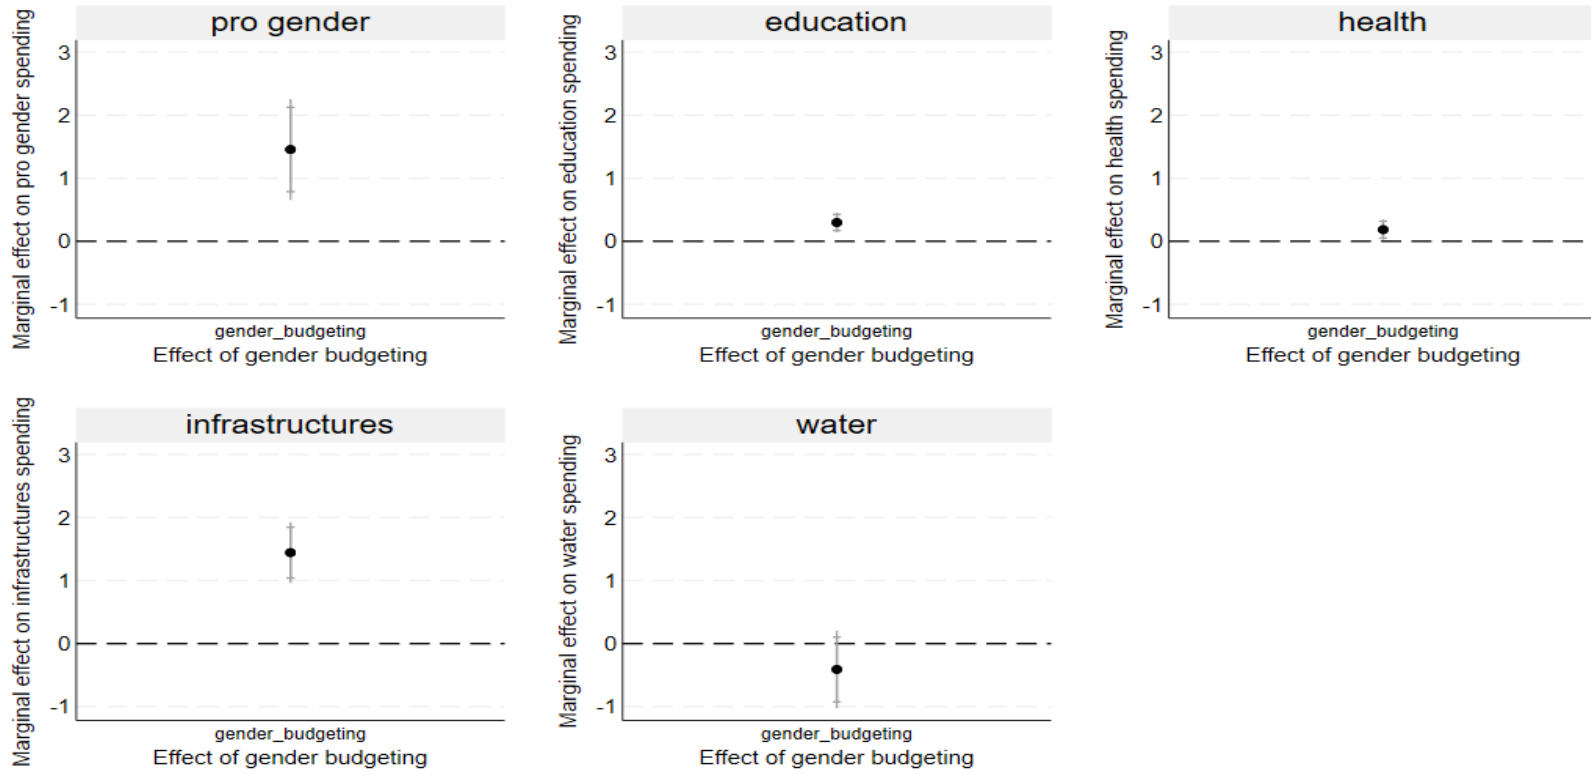 pro gender
Marginal effect on pro gender spending
3
2
1
0
-1
gender_budgeting
Effect of gender budgeting
education
Marginal effect on education spending
3
2
1
0
-1
gender_budgeting
Effect of gender budgeting
health
Marginal effect on health spending
3
2
1
0
-1
gender_budgeting
Effect of gender budgeting
infrastructures
Marginal effect on infrastructures spending
3
2
1
0
-1
gender_budgeting
Effect of gender budgeting
water
Marginal effect on water spending
3
2
1
0
-1
gender_budgeting
Effect of gender budgeting